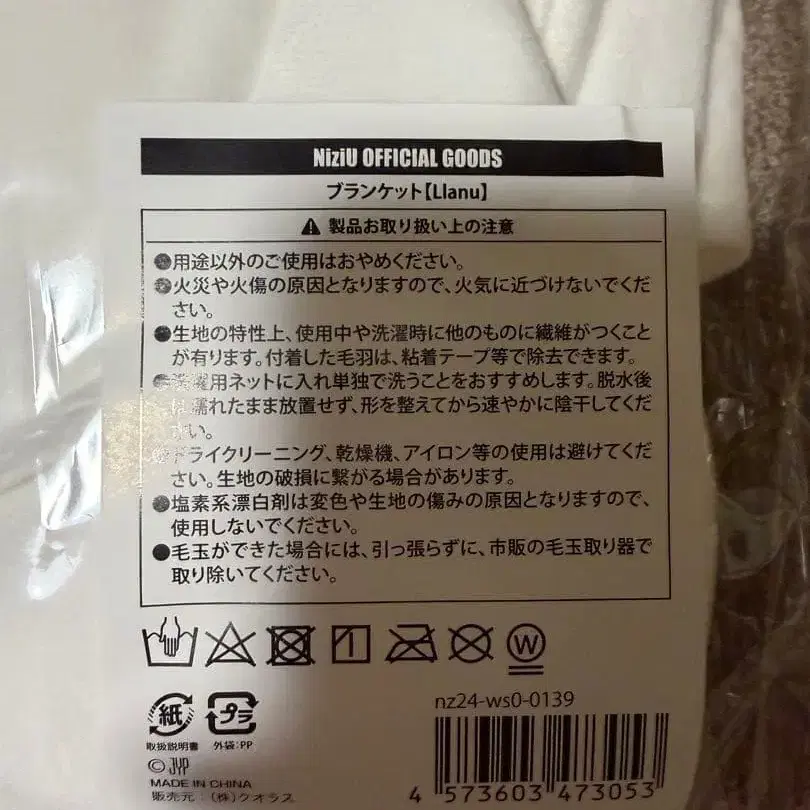 NiziU OFFICIAL GOODS
ブランケット【Llanu】
製品お取り扱い上の注意
●用途以外のご使用はおやめください。
●火災や火傷の原因となりますので、火気に近づけないでくだ
さい。
●生地の特性上、使用中や洗濯時に他のものに繊維がつくこと
が有ります。付着した毛羽は、粘着テープ等で除去できます。
●洗濯用ネットに入れ単独で洗うことをおすすめします。脱水後
は濡れたまま放置せず、形を整えてから速やかに陰干してくだ
さい。
●ドライクリーニング、乾燥機、アイロン等の使用は避けてくだ
さい。生地の破損に繋がる場合があります。
●塩素系漂白剤は変色や生地の傷みの原因となりますので、
使用しないでください。
●毛玉ができた場合には、引っ張らずに、市販の毛玉取り器で
取り除いてください。
W
nz24-ws0-0139
紙 プラ
取扱説明書 外袋:PP
©JYP
MADE IN CHINA
販売元:(株)クオラス
4 573603 473053